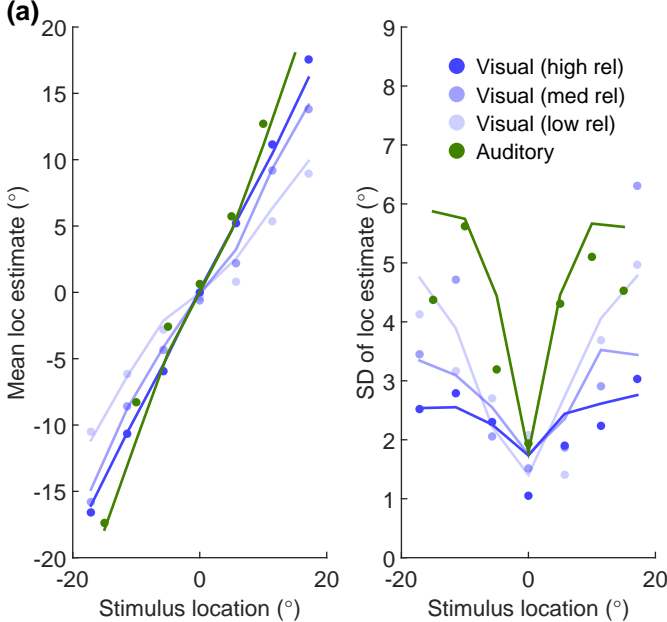 (a)
20
15
10
5
0
-5
-10
-15
-20
-20
0
20
Mean loc estimate (°)
Stimulus location (°)
9
8
7
6
5
4
3
2
1
0
-20
0
20
SD of loc estimate (°)
Stimulus location (°)
Visual (high rel)
Visual (med rel)
Visual (low rel)
Auditory